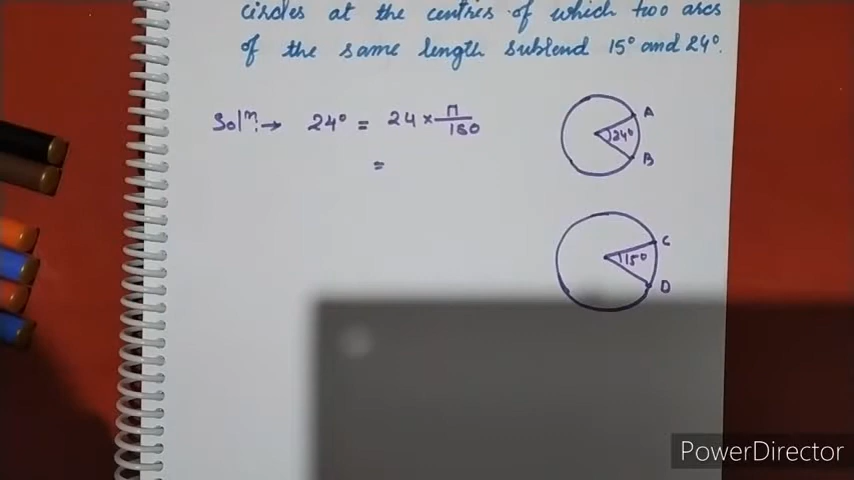 circles at the centres of which two arcs
of the same length subtend 15° and 24°.
Solⁿ: → 24° = 24 × π/180
=
A
24°
B
C
15°
D
PowerDirector